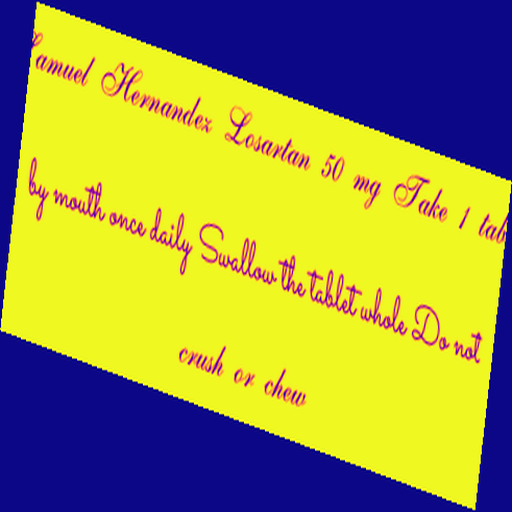 Samuel Hernandez Losartan 50 mg Take 1 tab
by mouth once daily Swallow the tablet whole Do not
crush or chew